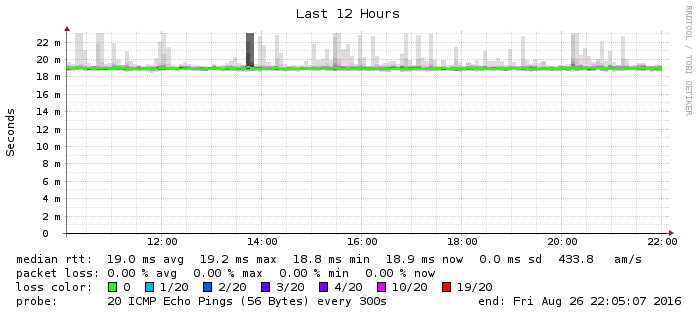 Last 12 Hours
RRDTOOL / TOBI OETIKER
Seconds
22 m
20 m
18 m
16 m
14 m
12 m
10 m
8 m
6 m
4 m
2 m
0
12:00 14:00 16:00 18:00 20:00 22:00
median rtt: 19.0 ms avg 19.2 ms max 18.8 ms min 18.9 ms now 0.0 ms sd 433.8 am/s
packet loss: 0.00 % avg 0.00 % max 0.00 % min 0.00 % now
loss color: 0 1/20 2/20 3/20 4/20 10/20 19/20
probe: 20 ICMP Echo Pings (56 Bytes) every 300s end: Fri Aug 26 22:05:07 2016